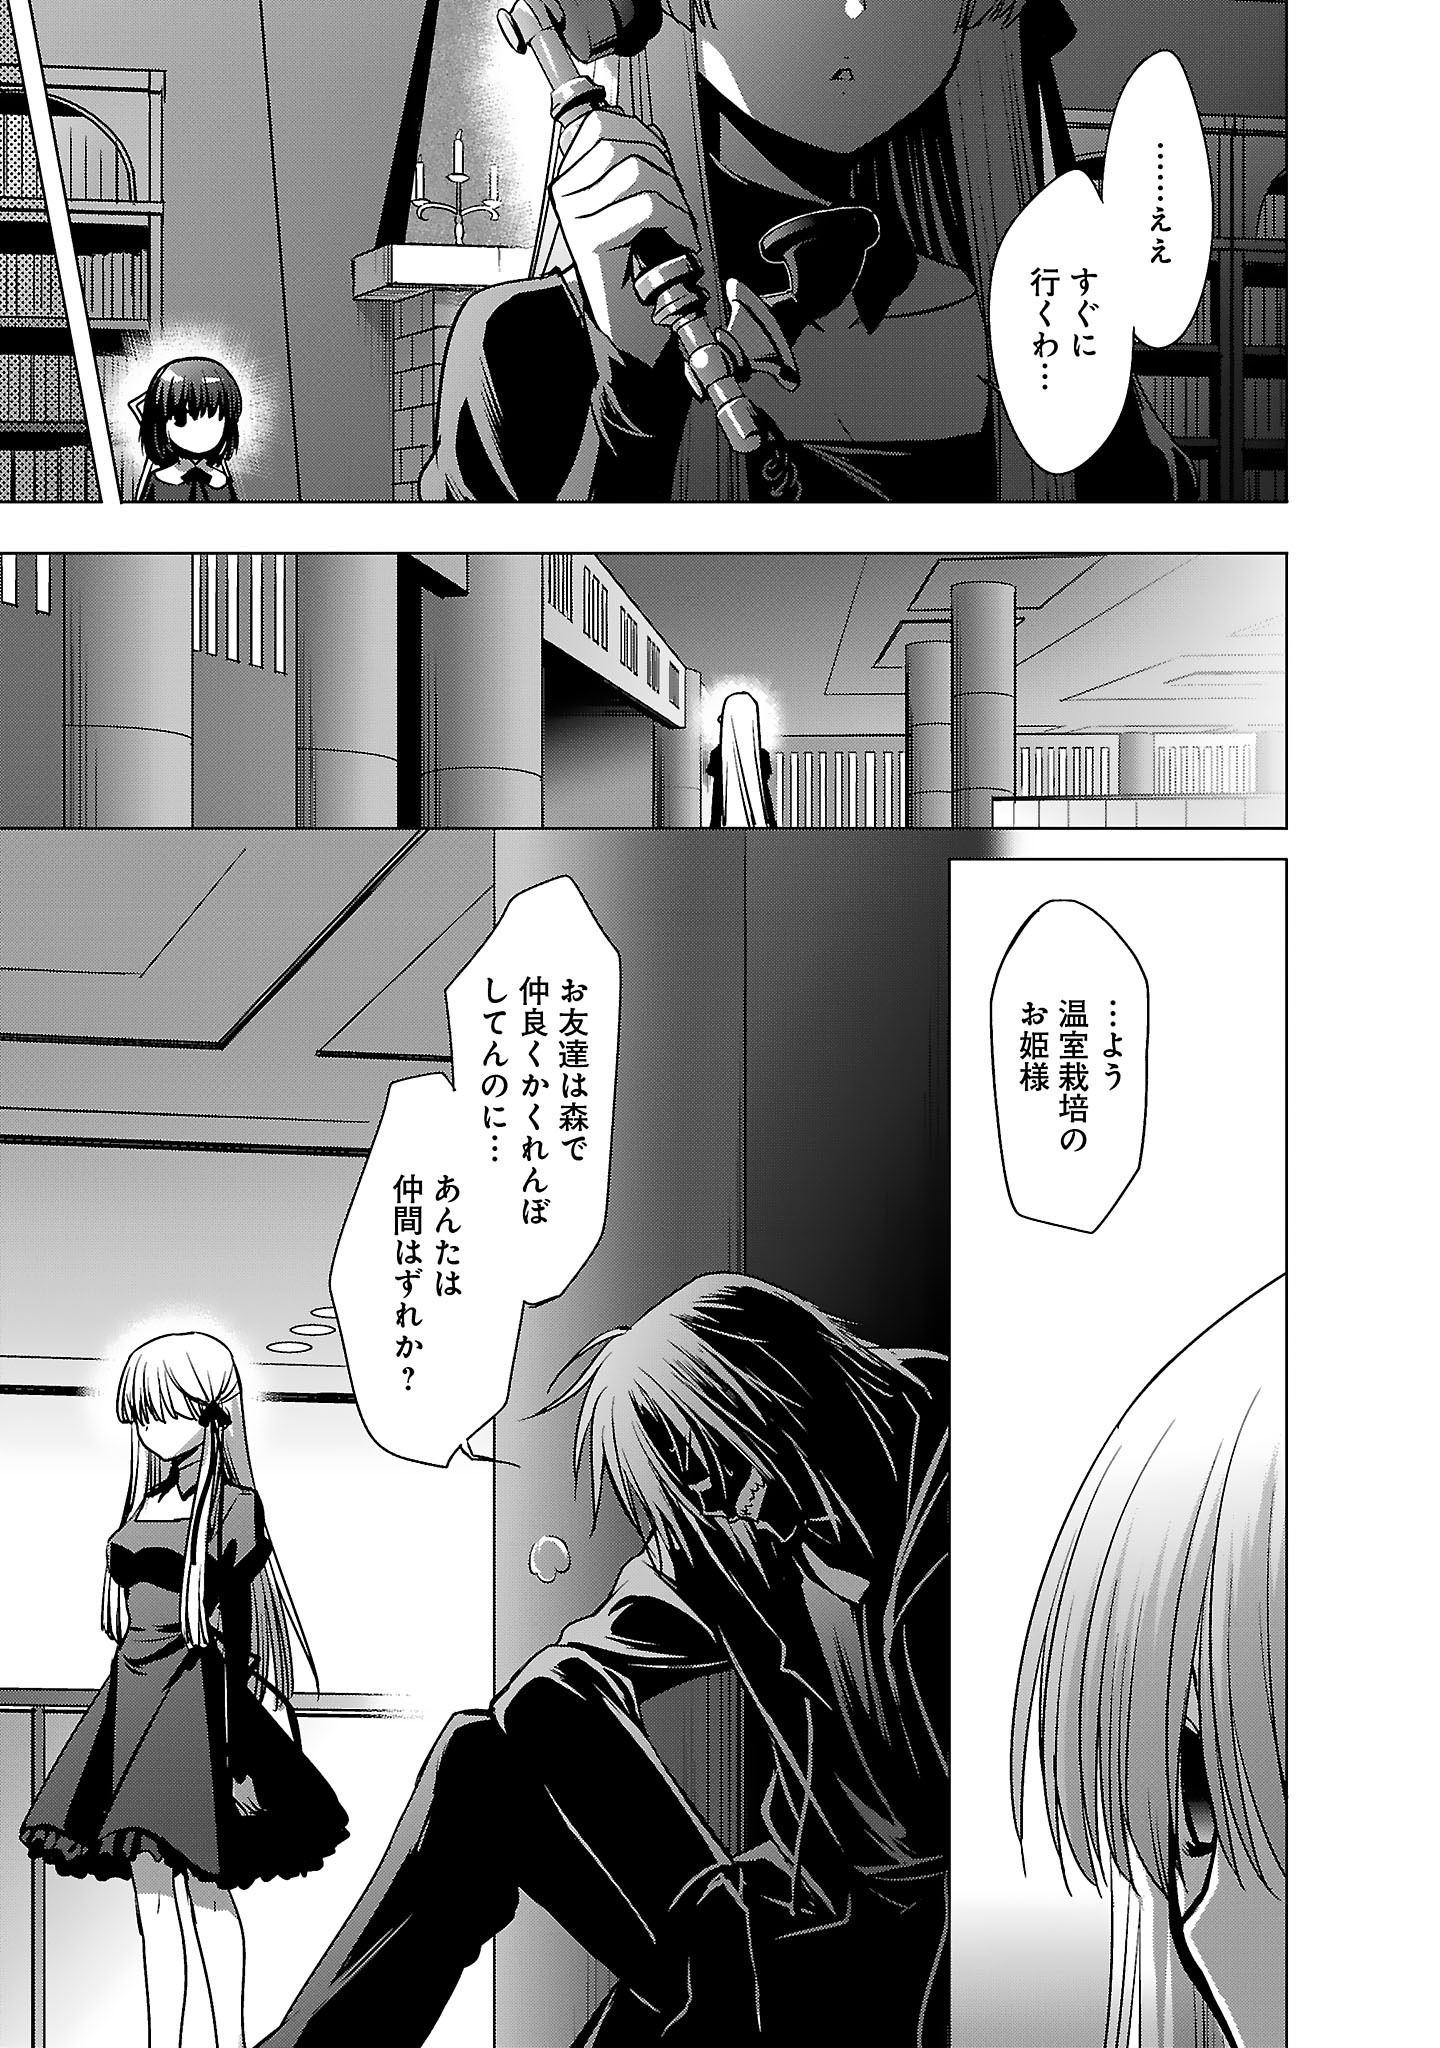 ……ええ
すぐに
行くわ…
…よう
温室栽培の
お姫様
お友達は森で
仲良くかくれんぼ
してんのに…
あんたは
仲間はずれか?